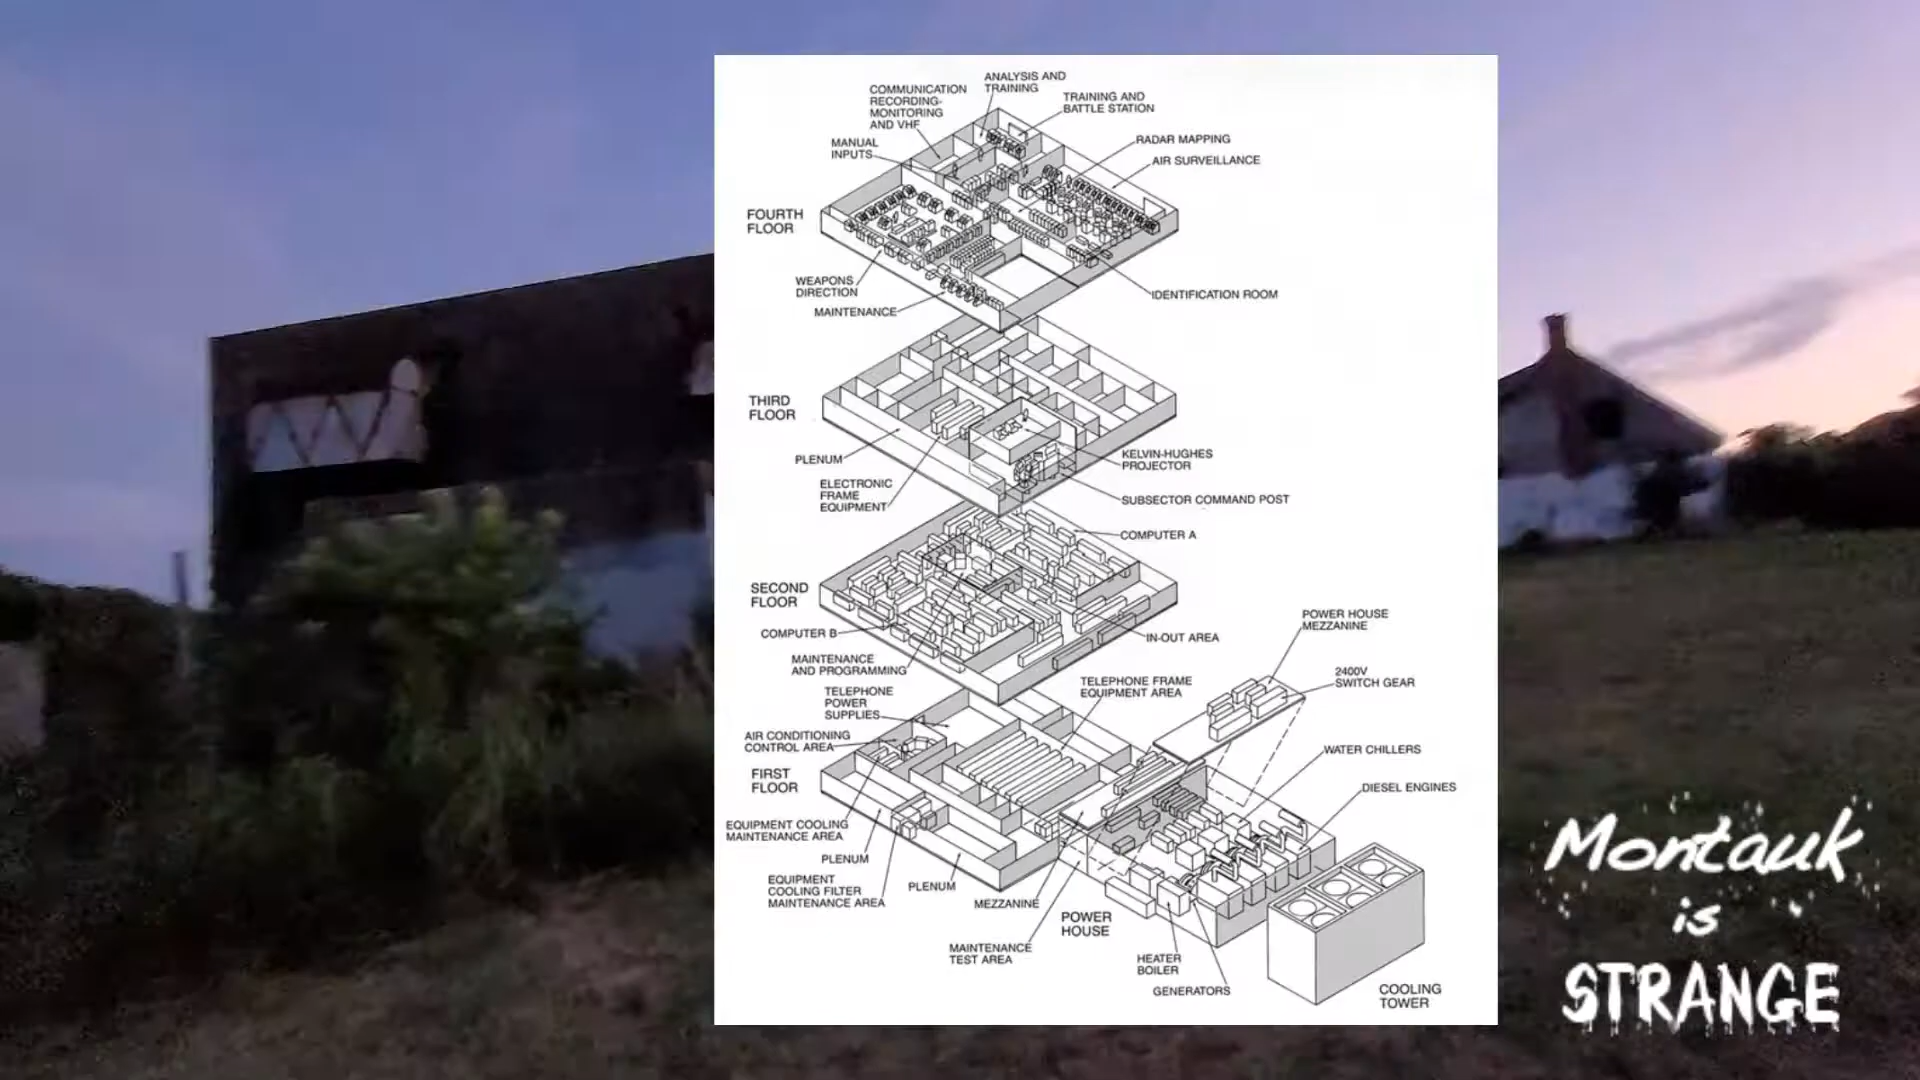 ANALYSIS AND
TRAINING
COMMUNICATION
RECORDING-
MONITORING
AND VHF
TRAINING AND
BATTLE STATION
MANUAL
INPUTS
RADAR MAPPING
AIR SURVEILLANCE
FOURTH
FLOOR
WEAPONS
DIRECTION
MAINTENANCE
IDENTIFICATION ROOM
THIRD
FLOOR
PLENUM
ELECTRONIC
FRAME
EQUIPMENT
KELVIN-HUGHES
PROJECTOR
SUBSECTOR COMMAND POST
COMPUTER A
SECOND
FLOOR
COMPUTER B
MAINTENANCE
AND PROGRAMMING
IN-OUT AREA
POWER HOUSE
MEZZANINE
2400V
SWITCH GEAR
TELEPHONE FRAME
EQUIPMENT AREA
TELEPHONE
POWER
SUPPLIES
AIR CONDITIONING
CONTROL AREA
FIRST
FLOOR
WATER CHILLERS
DIESEL ENGINES
EQUIPMENT COOLING
MAINTENANCE AREA
PLENUM
EQUIPMENT
COOLING FILTER
MAINTENANCE AREA
PLENUM
MEZZANINE
POWER
HOUSE
MAINTENANCE
TEST AREA
HEATER
BOILER
GENERATORS
COOLING
TOWER
Montauk
is
STRANGE